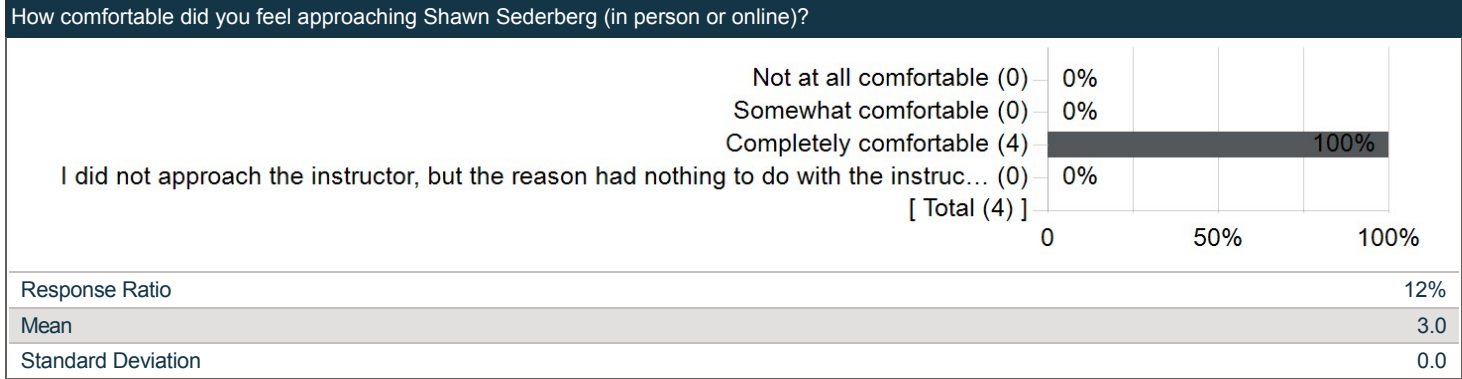 How comfortable did you feel approaching Shawn Sederberg (in person or online)?
Not at all comfortable (0) 0%
Somewhat comfortable (0) 0%
Completely comfortable (4) 100%
I did not approach the instructor, but the reason had nothing to do with the instruc… (0) 0%
[ Total (4) ]
0 50% 100%
Response Ratio 12%
Mean 3.0
Standard Deviation 0.0